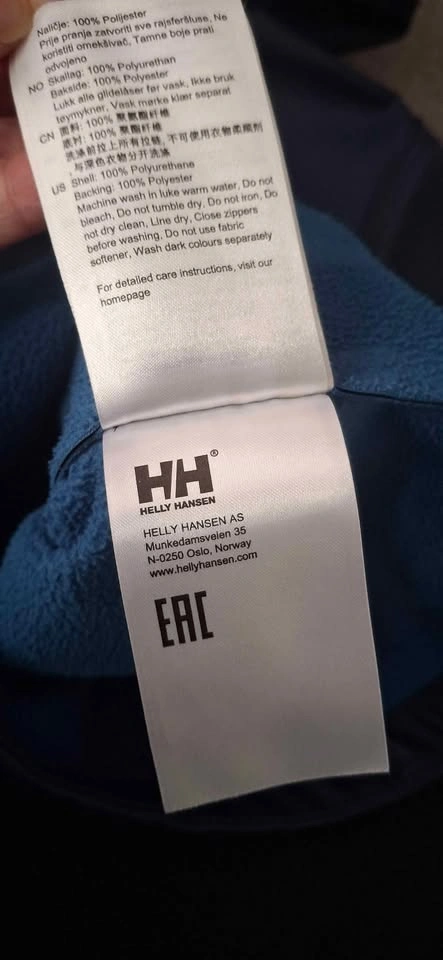 Naličje: 100% Polijester
Prije pranja zatvoriti sve rajsferšluse, Ne
koristiti omekšivač, Tamne boje prati
odvojeno
NO Skallag: 100% Polyurethan
Bakside: 100% Polyester
Lukk alle glidelåser før vask, Ikke bruk
tøymykner, Vask mørke klær separat
CN 面料: 100% 聚氨酯纤维
底衬: 100% 聚酯纤维
洗涤前拉上所有拉链, 不可使用衣物柔顺剂
, 与深色衣物分开洗涤
US Shell: 100% Polyurethane
Backing: 100% Polyester
Machine wash in luke warm water, Do not
bleach, Do not tumble dry, Do not iron, Do
not dry clean, Line dry, Close zippers
before washing, Do not use fabric
softener, Wash dark colours separately
For detailed care instructions, visit our
homepage
HH®
HELLY HANSEN
HELLY HANSEN AS
Munkedamsveien 35
N-0250 Oslo, Norway
www.hellyhansen.com
EAC